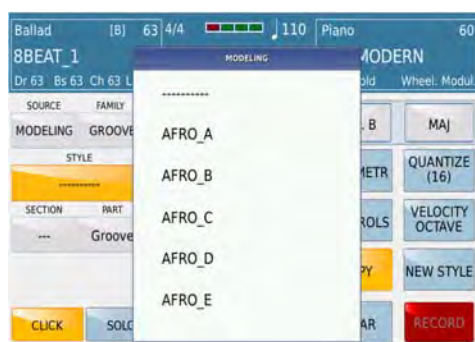 Ballad [B] 63 4/4 110 Piano 60
8BEAT_1 MODERN
Dr 63 Bs 63 Ch 63 L old Wheel. Modul
MODELING
----------
AFRO_A
AFRO_B
AFRO_C
AFRO_D
AFRO_E
SOURCE FAMILY
MODELING GROOVE
. B MAJ
STYLE
----------
METR QUANTIZE
(16)
SECTION PART
--- Groove
ROLS VELOCITY
OCTAVE
PY NEW STYLE
CLICK SOLO
AR RECORD